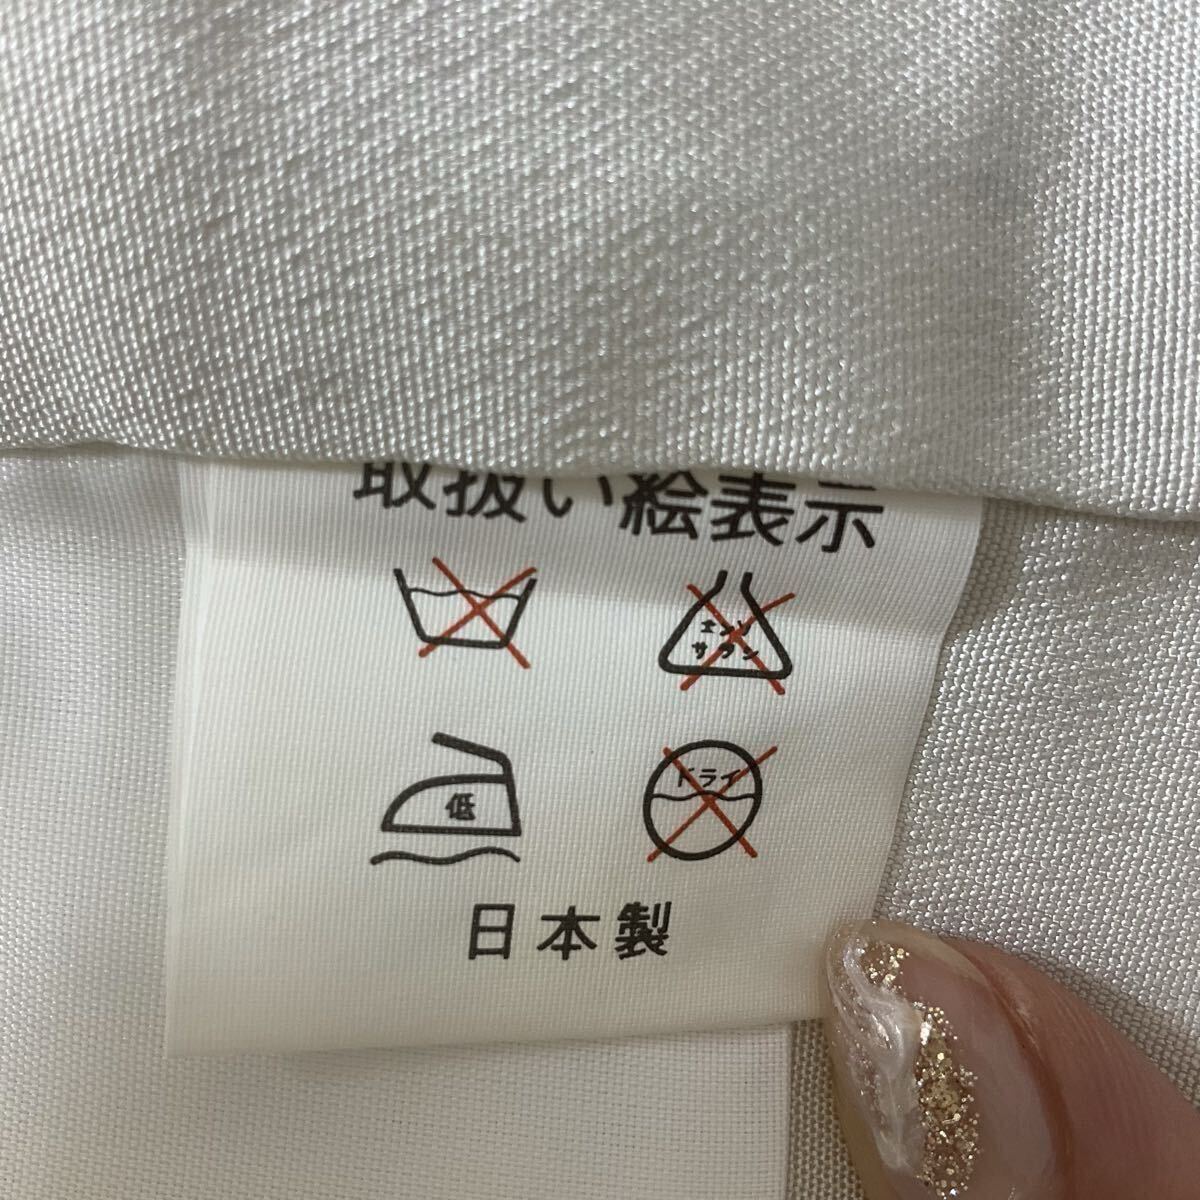 取扱い絵表示
エンソ
サラシ
低
ドライ
日本製